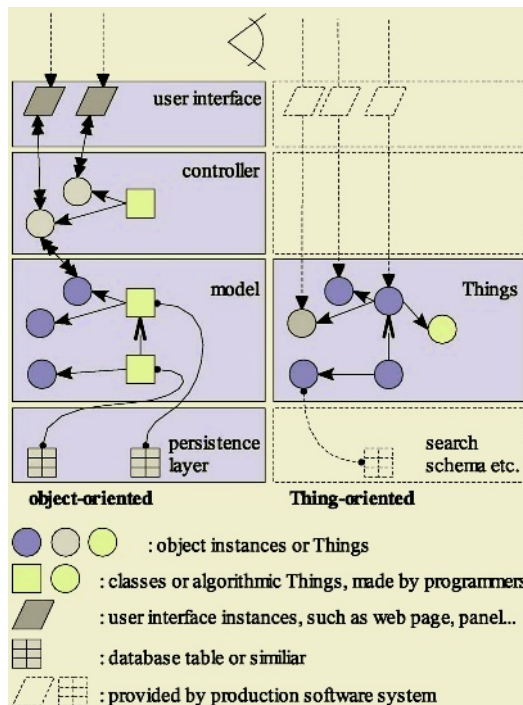 user interface
controller
model
Things
persistence
layer
search
schema etc.
object-oriented
Thing-oriented
: object instances or Things
: classes or algorithmic Things, made by programmers
: user interface instances, such as web page, panel...
: database table or similiar
: provided by production software system